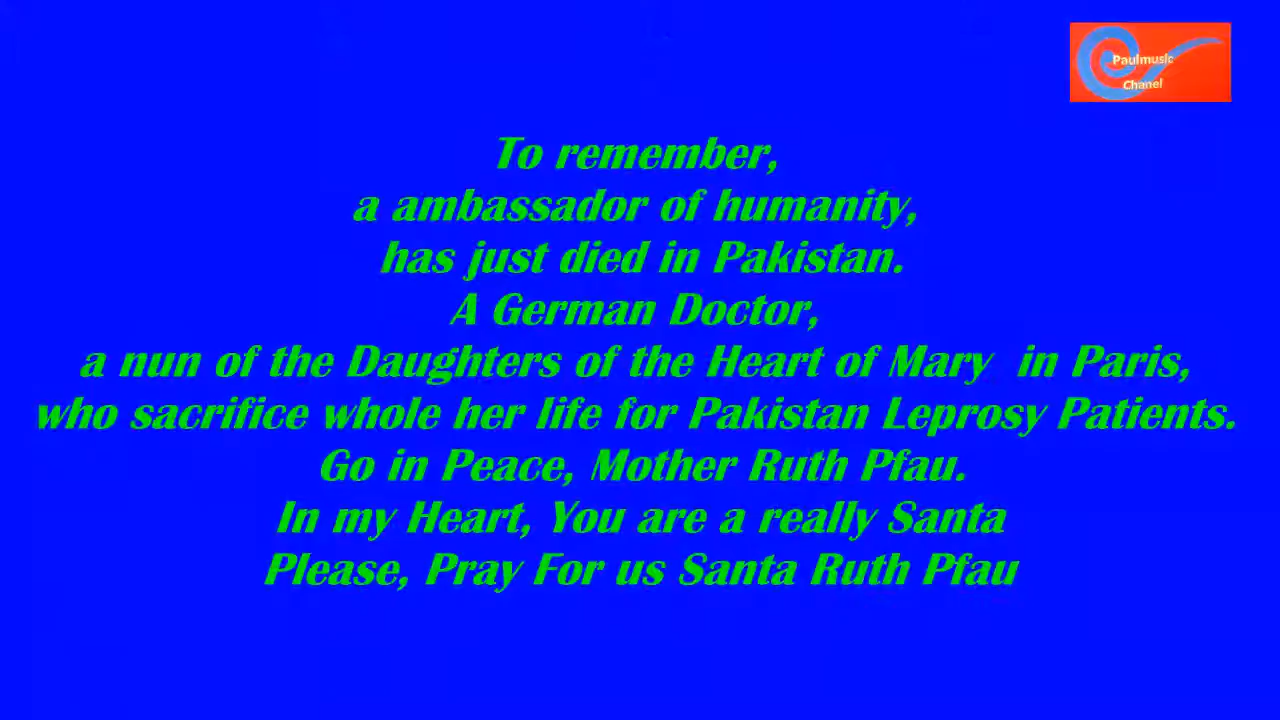 Paulmusic
Chanel
To remember,
a ambassador of humanity,
has just died in Pakistan.
A German Doctor,
a nun of the Daughters of the Heart of Mary in Paris,
who sacrifice whole her life for Pakistan Leprosy Patients.
Go in Peace, Mother Ruth Pfau.
In my Heart, You are a really Santa
Please, Pray For us Santa Ruth Pfau